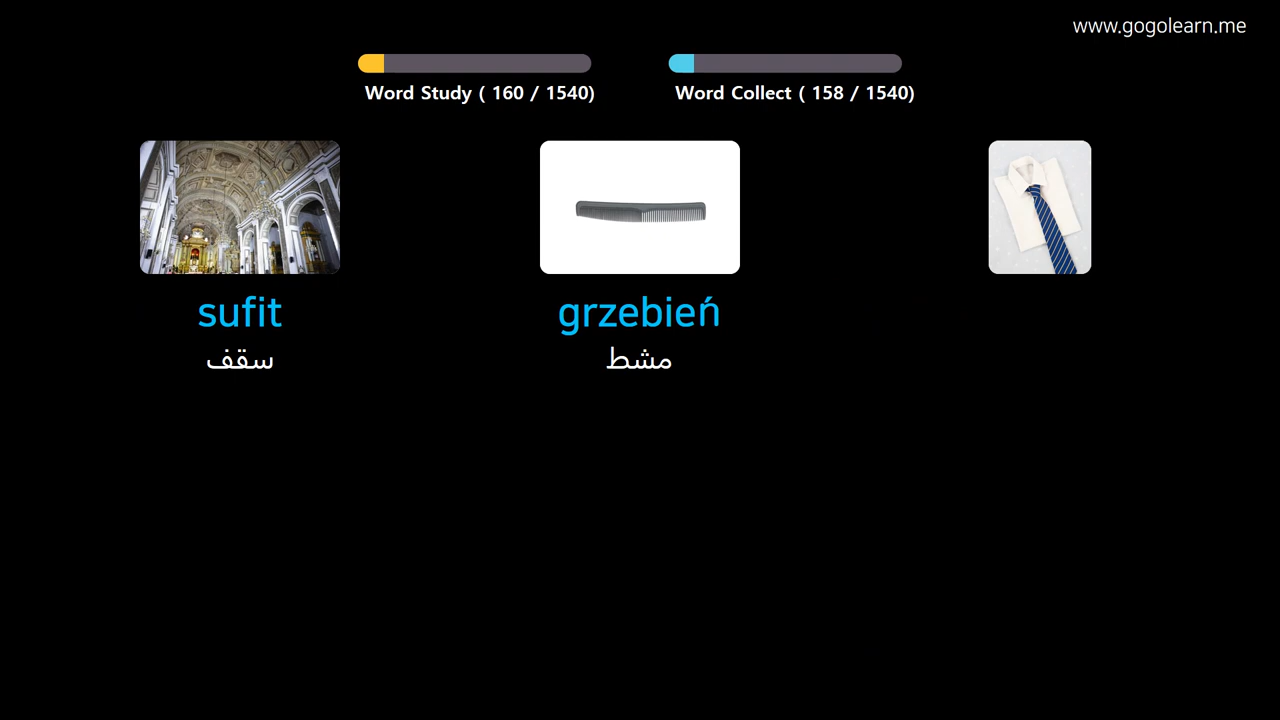 www.gogolearn.me
Word Study ( 160 / 1540)
Word Collect ( 158 / 1540)
sufit
grzebień
سقف
مشط